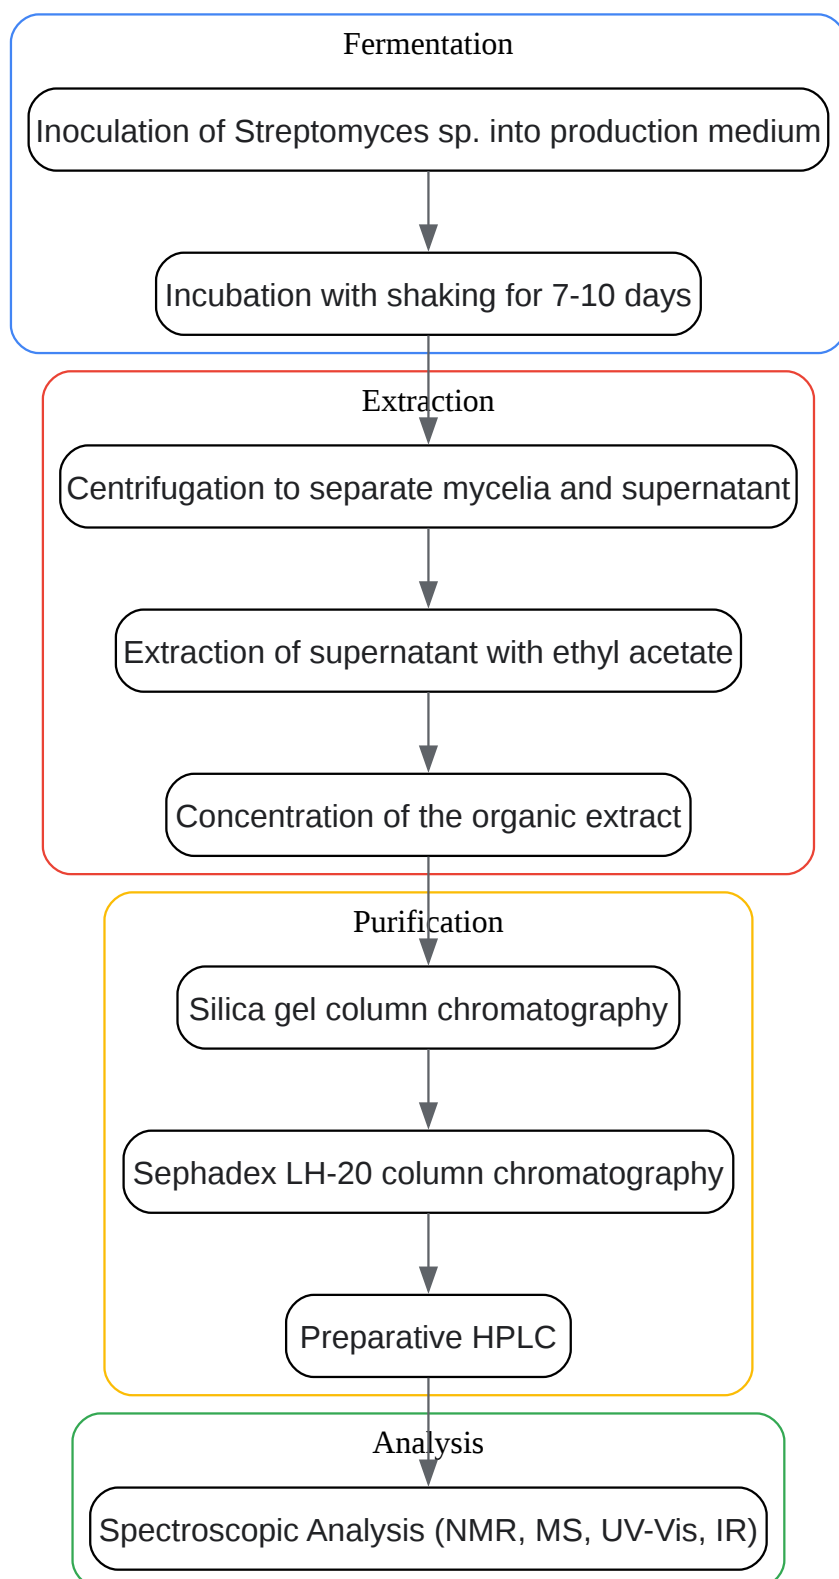 Fermentation
Inoculation of Streptomyces sp. into production medium
Incubation with shaking for 7-10 days
Extraction
Centrifugation to separate mycelia and supernatant
Extraction of supernatant with ethyl acetate
Concentration of the organic extract
Purification
Silica gel column chromatography
Sephadex LH-20 column chromatography
Preparative HPLC
Analysis
Spectroscopic Analysis (NMR, MS, UV-Vis, IR)